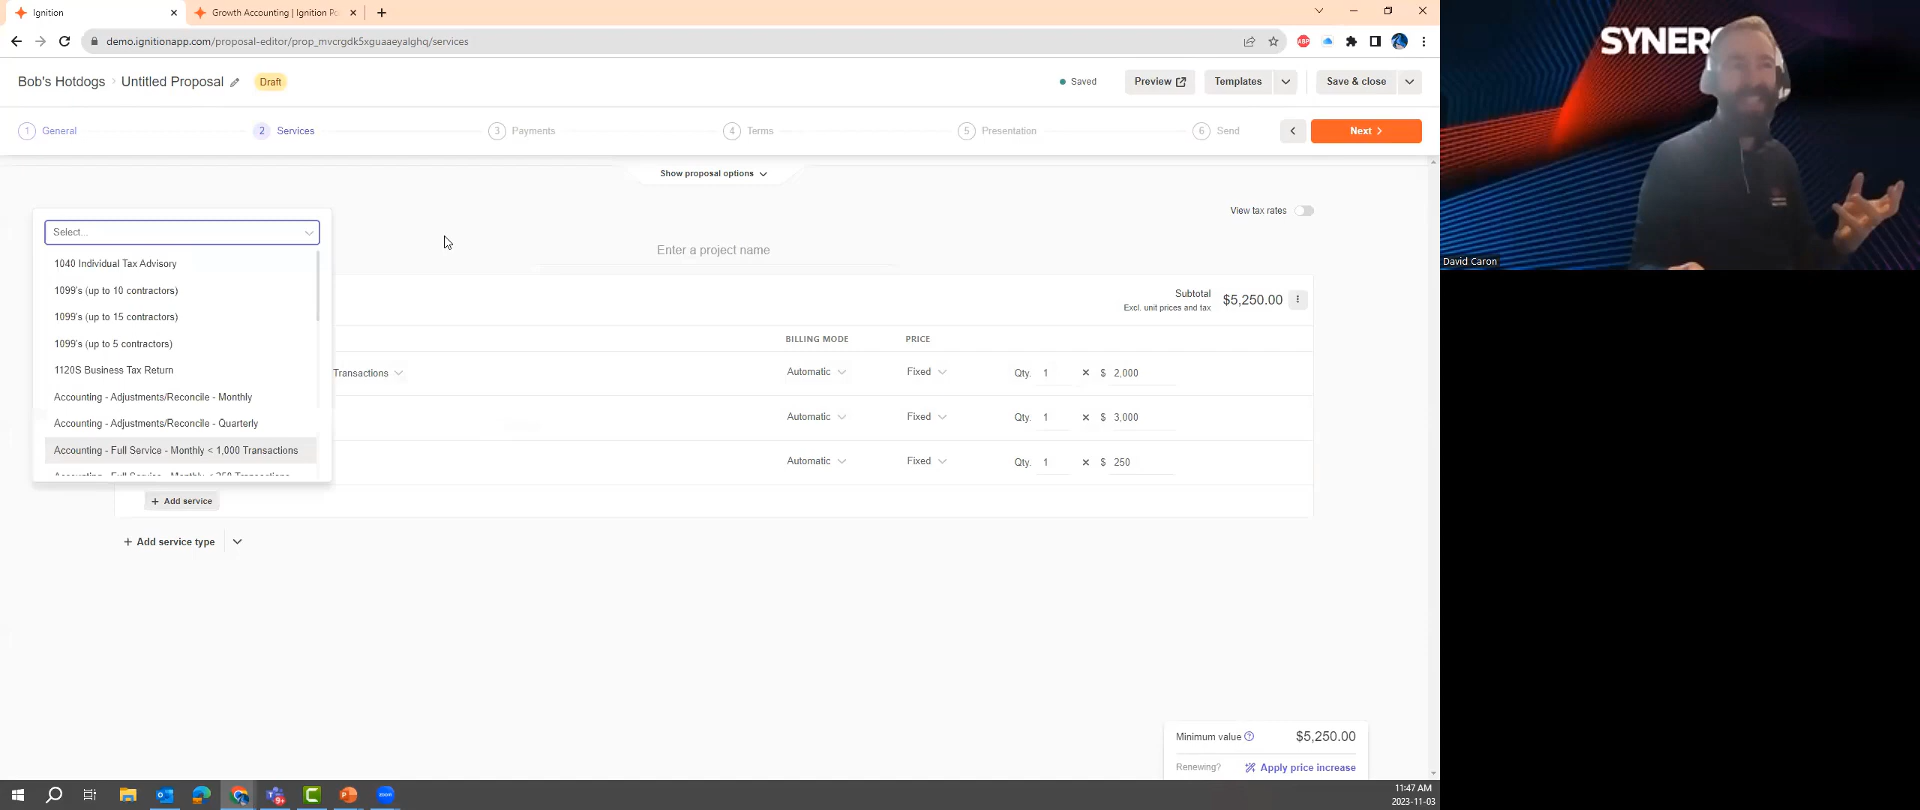 Ignition
Growth Accounting | Ignition Po
demo.ignitionapp.com/proposal-editor/prop_mvcrgdk5xguaaeyalghq/services
Bob's Hotdogs > Untitled Proposal Draft
Saved Preview Templates Save & close
1 General 2 Services 3 Payments 4 Terms 5 Presentation 6 Send Next
Show proposal options
View tax rates
Select...
Enter a project name
1040 Individual Tax Advisory
1099's (up to 10 contractors)
Subtotal
Excl. unit prices and tax
$5,250.00
1099's (up to 15 contractors)
1099's (up to 5 contractors)
BILLING MODE PRICE
1120S Business Tax Return
Transactions Automatic Fixed Qty. 1 × $ 2,000
Accounting - Adjustments/Reconcile - Monthly
Accounting - Adjustments/Reconcile - Quarterly
Automatic Fixed Qty. 1 × $ 3,000
Accounting - Full Service - Monthly < 1,000 Transactions
Automatic Fixed Qty. 1 × $ 250
+ Add service
+ Add service type
Minimum value $5,250.00
Renewing? Apply price increase
11:47 AM
2023-11-03
SYNER
David Caron